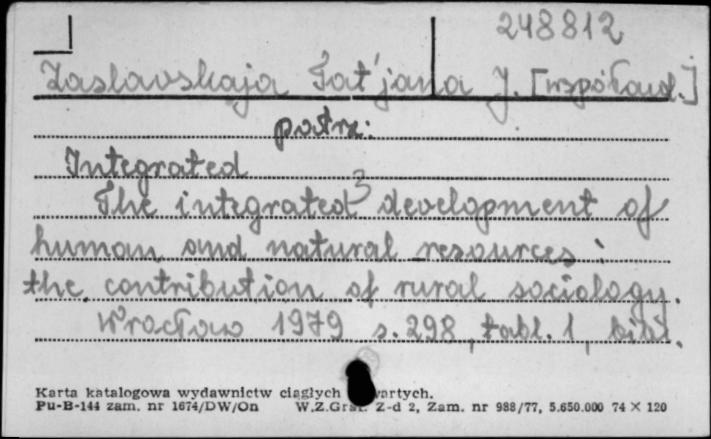 248812
Zaslavskaja Tat'jana J. [współaut.]
patrz:
Integrated
The integrated development of
human and natural resources :
the contribution of rural sociology.
Wrocław 1979 s. 298, tabl. 1, bibl.
Karta katalogowa wydawnictw ciągłych
Pu-B-144 zam. nr 1674/DW/On W.Z.Graf. Z-d 2, Zam. nr 988/77, 5.650.000 74 X 120